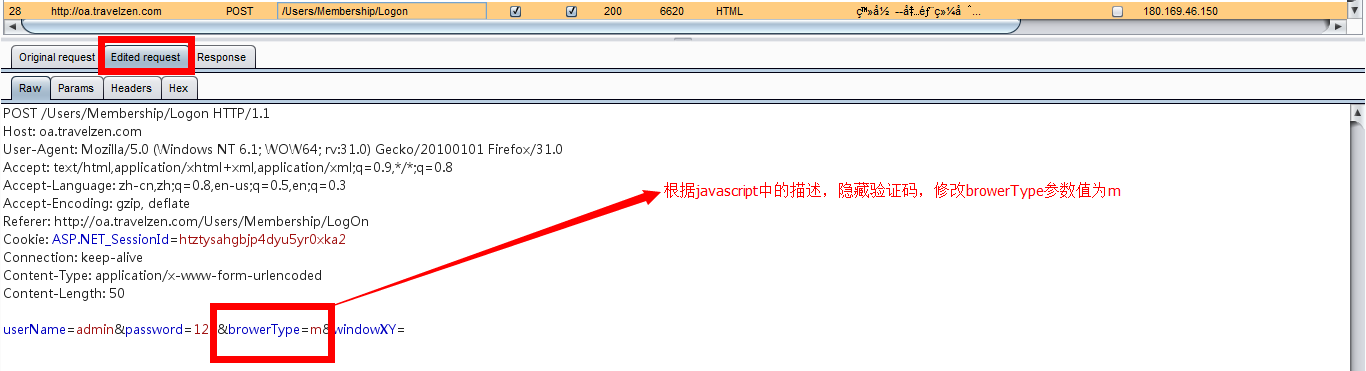 28 http://oa.travelzen.com POST /Users/Membership/Logon 200 6620 HTML 180.169.46.150
Original request Edited request Response
Raw Params Headers Hex
POST /Users/Membership/Logon HTTP/1.1
Host: oa.travelzen.com
User-Agent: Mozilla/5.0 (Windows NT 6.1; WOW64; rv:31.0) Gecko/20100101 Firefox/31.0
Accept: text/html,application/xhtml+xml,application/xml;q=0.9,*/*;q=0.8
Accept-Language: zh-cn,zh;q=0.8,en-us;q=0.5,en;q=0.3
Accept-Encoding: gzip, deflate
根据javascript中的描述，隐藏验证码，修改browerType参数值为m
Referer: http://oa.travelzen.com/Users/Membership/LogOn
Cookie: ASP.NET_SessionId=htztysahgbjp4dyu5yr0xka2
Connection: keep-alive
Content-Type: application/x-www-form-urlencoded
Content-Length: 50
userName=admin&password=12 &browerType=m& windowXY=